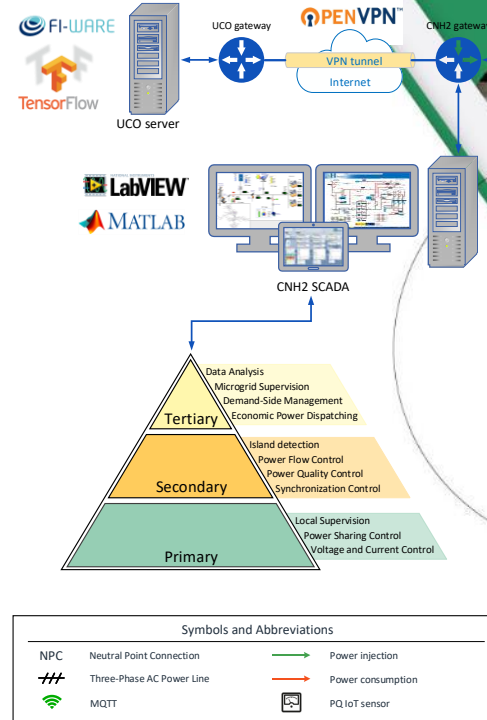 FI-WARE
TensorFlow
UCO server
UCO gateway
OPENVPN™
VPN tunnel
Internet
CNH2 gateway
LabVIEW
MATLAB
CNH2 SCADA
Tertiary
Data Analysis
Microgrid Supervision
Demand-Side Management
Economic Power Dispatching
Secondary
Island detection
Power Flow Control
Power Quality Control
Synchronization Control
Primary
Local Supervision
Power Sharing Control
Voltage and Current Control
Symbols and Abbreviations
NPC Neutral Point Connection Power injection
Three-Phase AC Power Line Power consumption
MQTT PQ IoT sensor